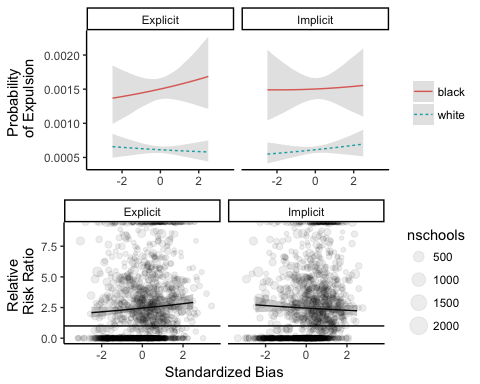 Explicit
Implicit
Probability
of Expulsion
0.0020
0.0015
0.0010
0.0005
-2 0 2
-2 0 2
black
white
Explicit
Implicit
Relative
Risk Ratio
7.5
5.0
2.5
0.0
-2 0 2
-2 0 2
Standardized Bias
nschools
500
1000
1500
2000